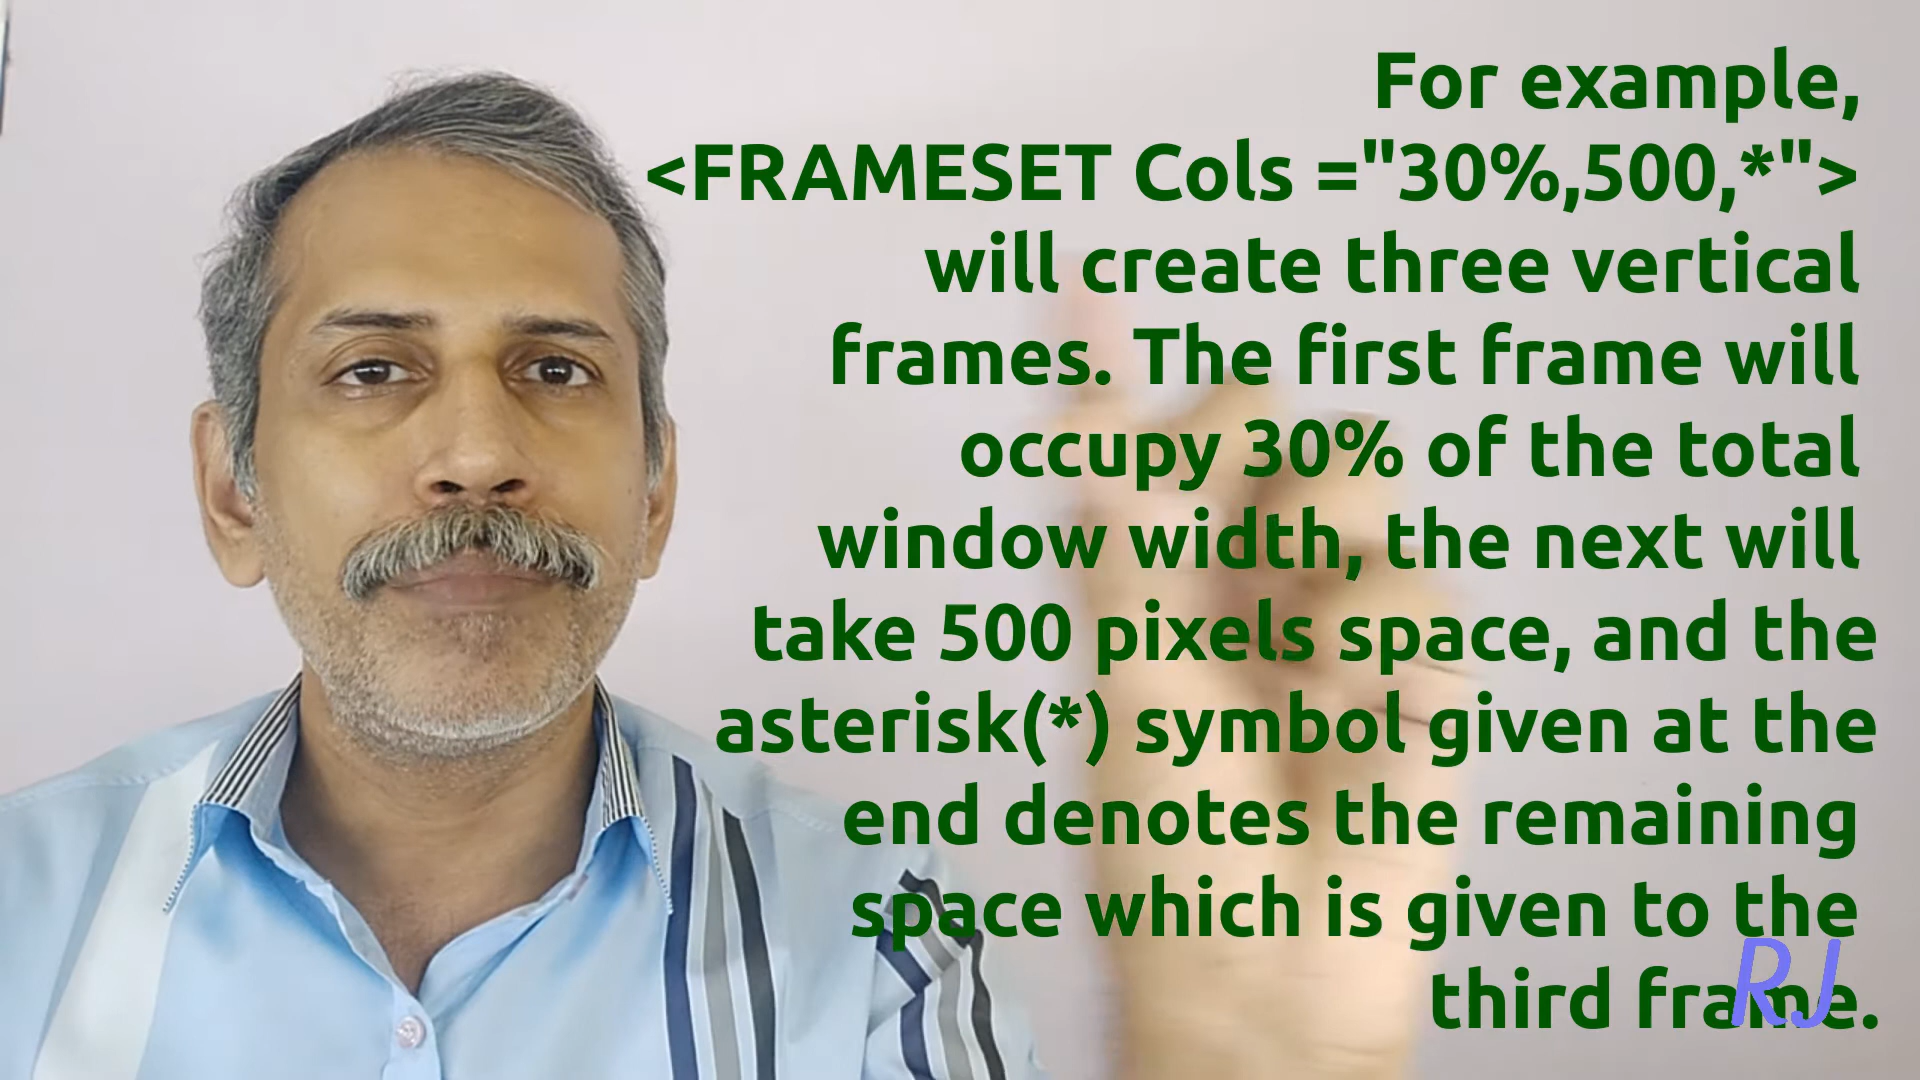 For example,
<FRAMESET Cols ="30%,500,*">
will create three vertical
frames. The first frame will
occupy 30% of the total
window width, the next will
take 500 pixels space, and the
asterisk(*) symbol given at the
end denotes the remaining
space which is given to the
third frame.
RJ